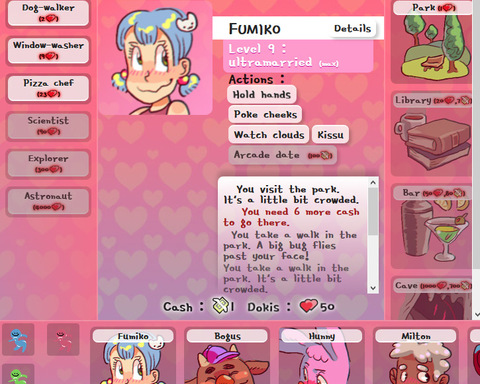 Dog-walker
Window-washer
Pizza chef
Scientist
Explorer
Astronaut
FUMIKO
Details
Level 9 :
ultramarried (max)
Actions :
Hold hands
Poke cheeks
Watch clouds
Kissu
Arcade date
You visit the park.
It's a little bit crowded.
You need 6 more cash
to go there.
You take a walk in the
park. A big bug flies
past your face!
You take a walk in the
park. It's a little bit
crowded.
Cash : 1 Dokis : 50
Park
Library
Bar
Cave
Fumiko
Bogus
Hunny
Milton